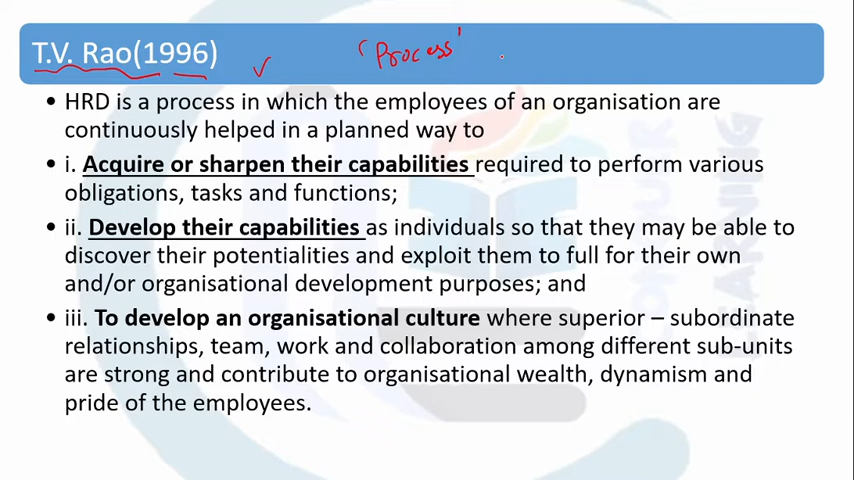 T.V. Rao(1996)
'Process'
• HRD is a process in which the employees of an organisation are
continuously helped in a planned way to
• i. Acquire or sharpen their capabilities required to perform various
obligations, tasks and functions;
• ii. Develop their capabilities as individuals so that they may be able to
discover their potentialities and exploit them to full for their own
and/or organisational development purposes; and
• iii. To develop an organisational culture where superior – subordinate
relationships, team, work and collaboration among different sub-units
are strong and contribute to organisational wealth, dynamism and
pride of the employees.
LEARNING